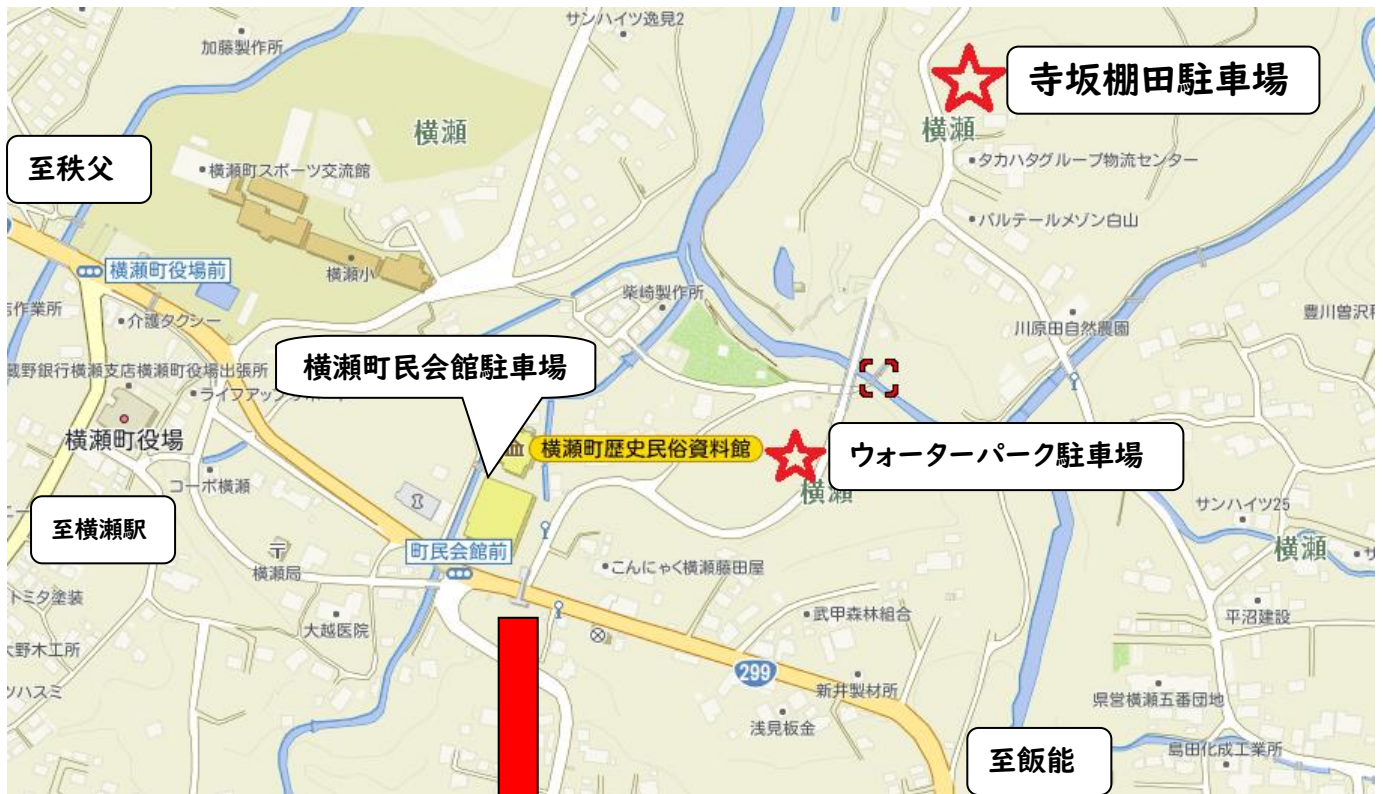 サンハイツ逸見2
加藤製作所
寺坂棚田駐車場
横瀬
横瀬
至秩父
横瀬町スポーツ交流館
タカハタグループ物流センター
バルテールメゾン白山
横瀬町役場前
横瀬小
柴崎製作所
介護タクシー
川原田自然農園
豊川曽沢
作業所
横瀬町民会館駐車場
蔵野銀行横瀬支店横瀬町役場出張所
ライフアップ
横瀬町役場
横瀬町歴史民俗資料館
ウォーターパーク駐車場
コーポ横瀬
横瀬
サンハイツ25
至横瀬駅
町民会館前
横瀬
横瀬局
こんにゃく横瀬藤田屋
トミタ塗装
大越医院
武甲森林組合
平沼建設
野木工所
299
新井製材所
ツハスミ
県営横瀬五番団地
浅見板金
至飯能
島田化成工業所